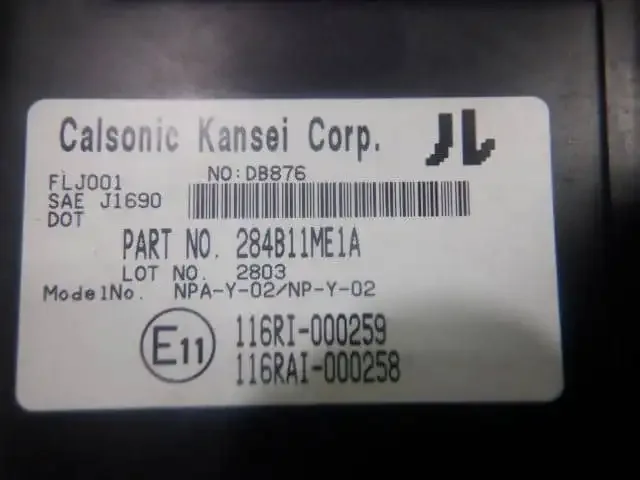 Calsonic Kansei Corp. JL
NO:DB876
FLJ001
SAE J1690
DOT
PART NO. 284B11ME1A
LOT NO. 2803
ModelNo. NPA-Y-02/NP-Y-02
E11
116RI-000259
116RAI-000258